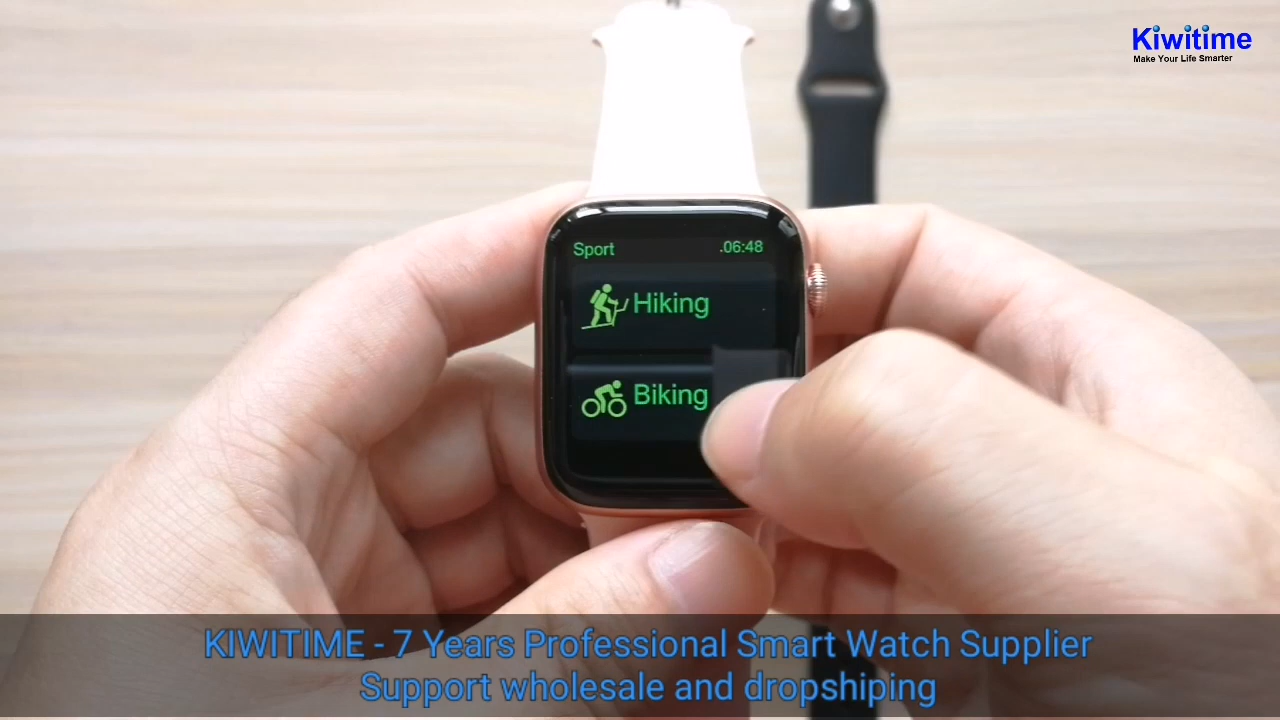 Kiwitime
Make Your Life Smarter
Sport .06:48
Hiking
Biking
KIWITIME - 7 Years Professional Smart Watch Supplier
Support wholesale and dropshiping